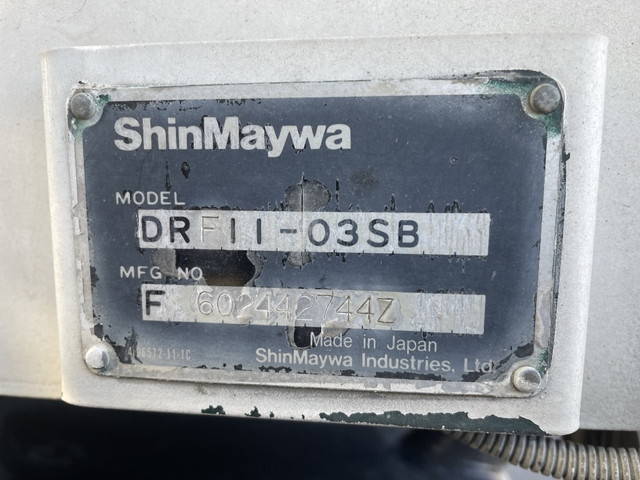 ShinMaywa
MODEL
DRF11-03SB
MFG NO
F 602442744Z
Made in Japan
ShinMaywa Industries, Ltd.